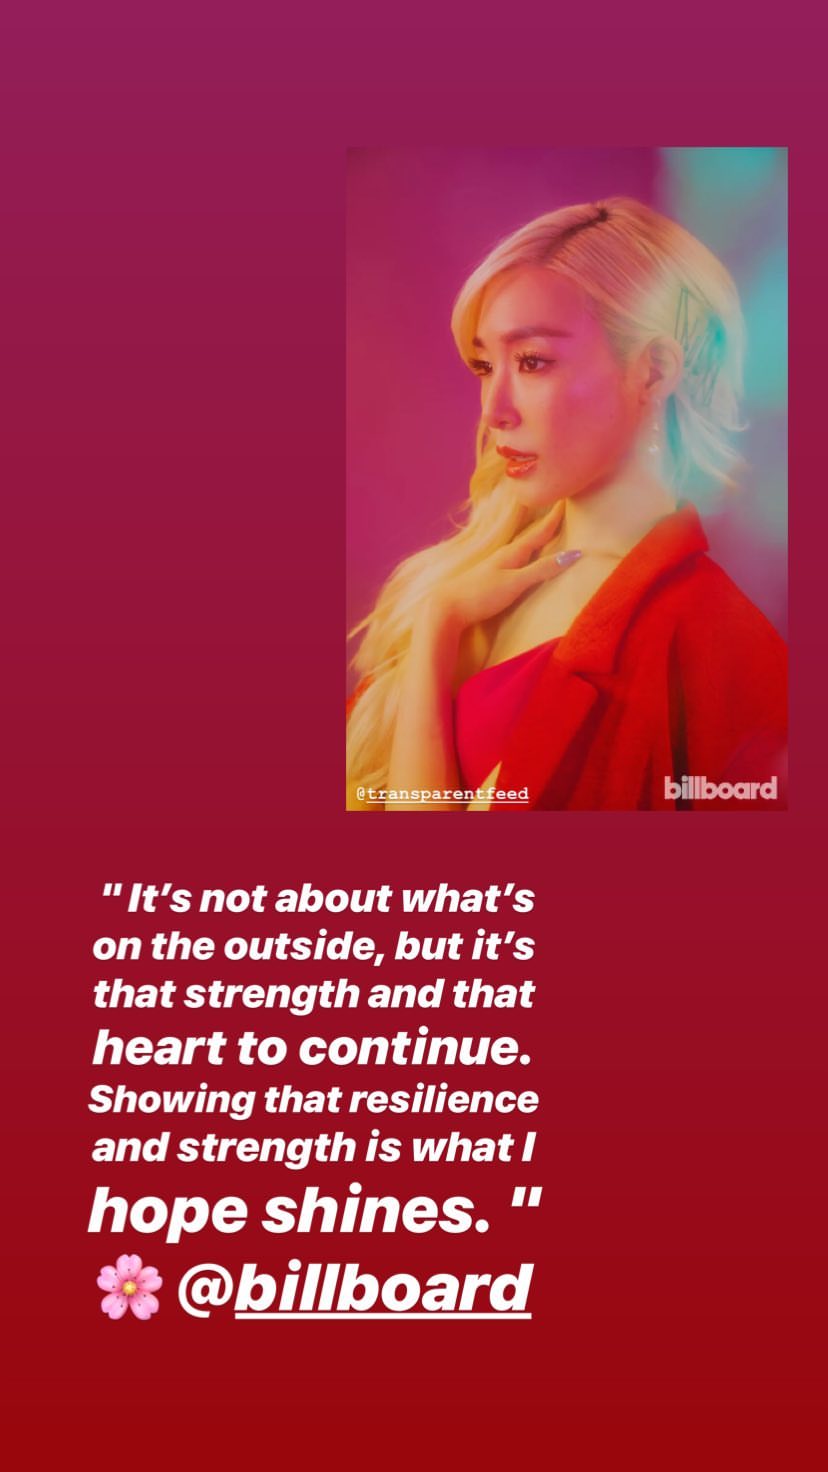 @transparentfeed
billboard
" It’s not about what’s
on the outside, but it’s
that strength and that
heart to continue.
Showing that resilience
and strength is what I
hope shines. "
🌸 @billboard